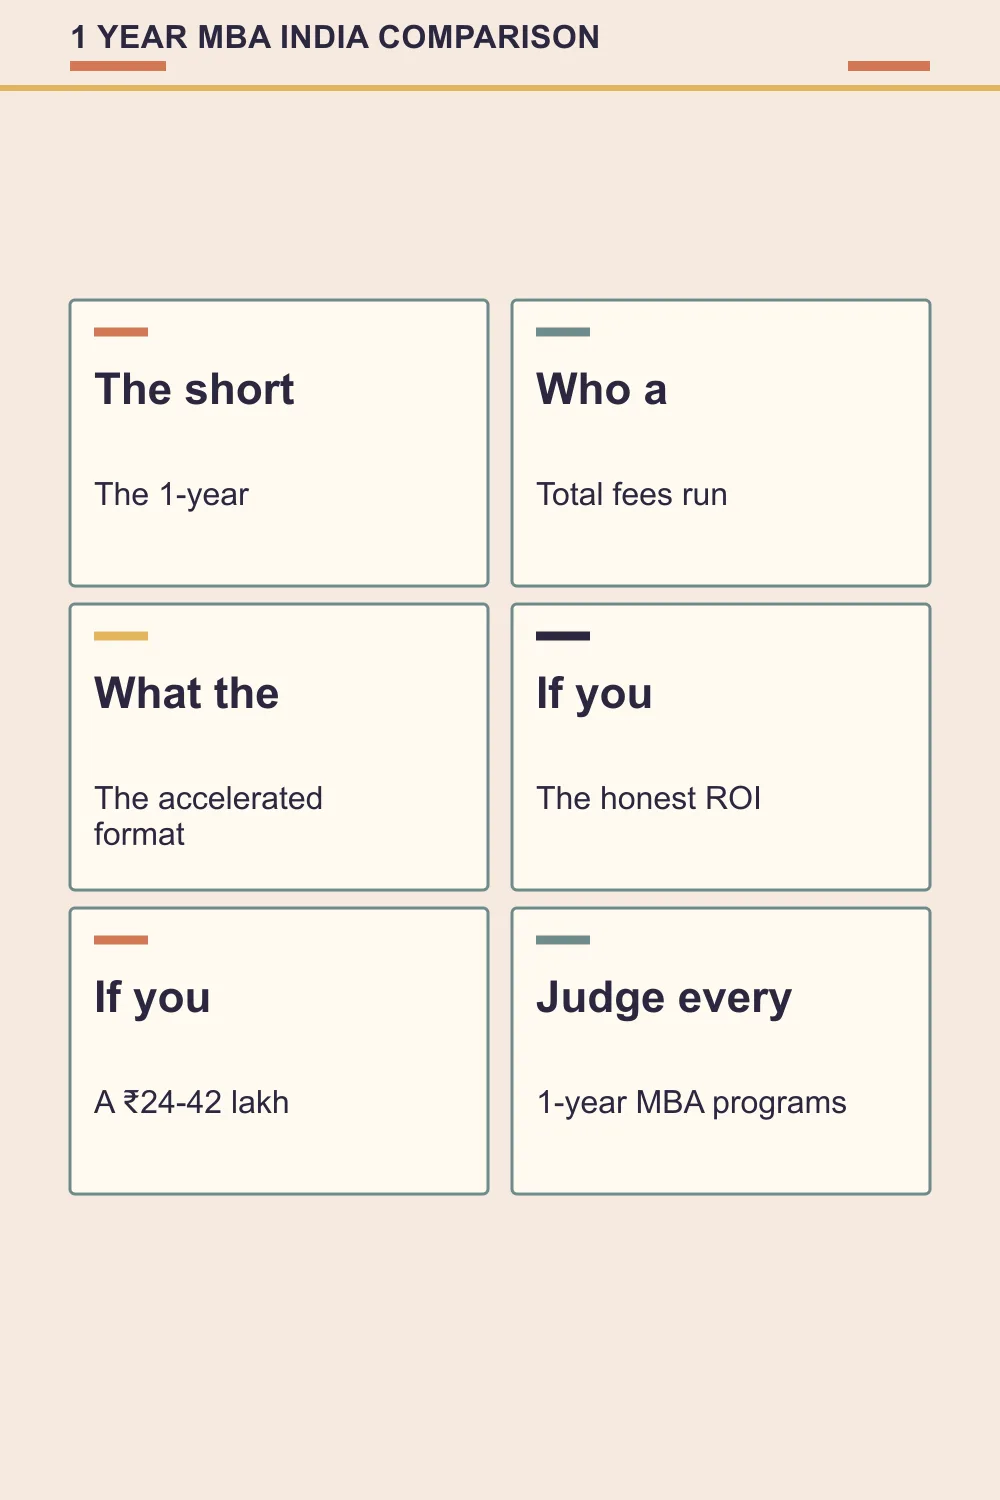 1 YEAR MBA INDIA COMPARISON
The short
The 1-year
Who a
Total fees run
What the
The accelerated
format
If you
The honest ROI
If you
A ₹24-42 lakh
Judge every
1-year MBA programs